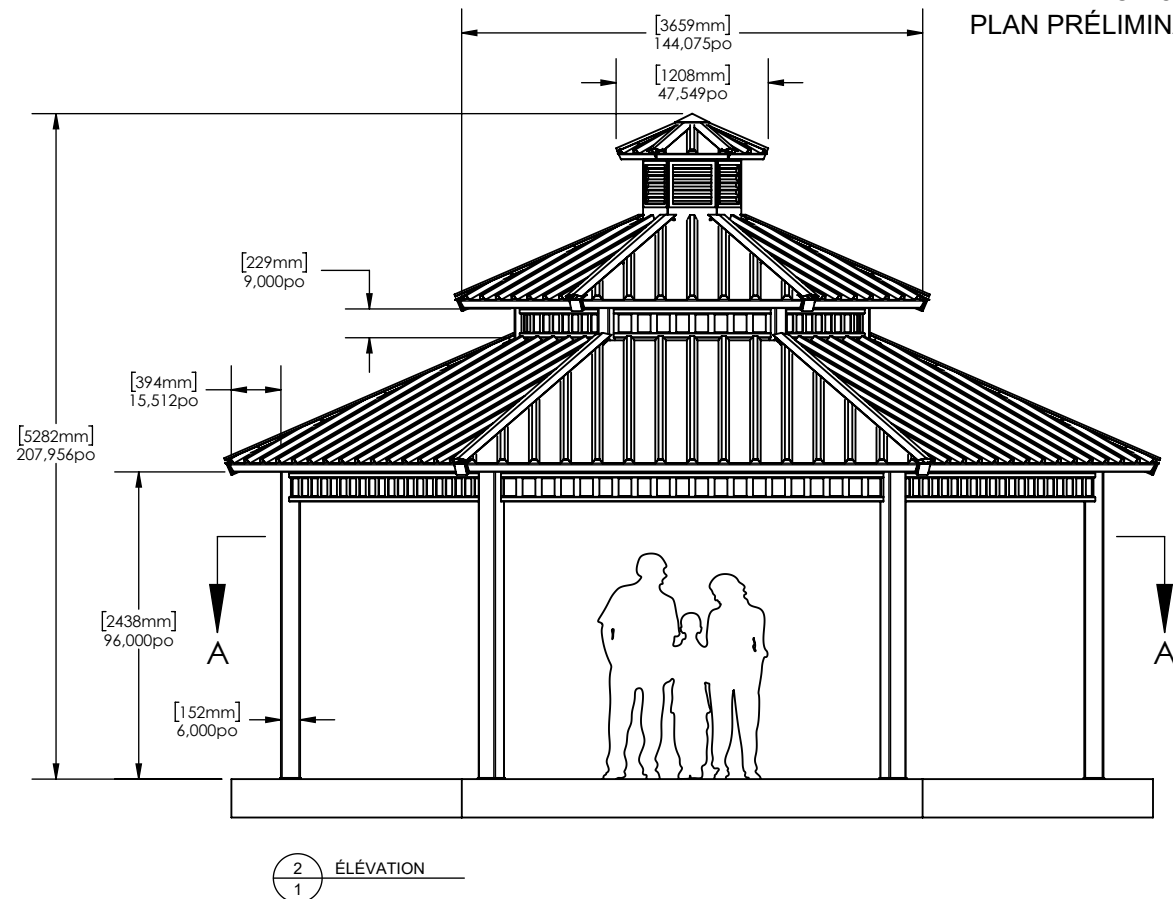 PLAN PRÉLIMIN
[3659mm]
144,075po
[1208mm]
47,549po
[229mm]
9,000po
[394mm]
15,512po
[5282mm]
207,956po
[2438mm]
96,000po
A
A
[152mm]
6,000po
2
1
ÉLÉVATION